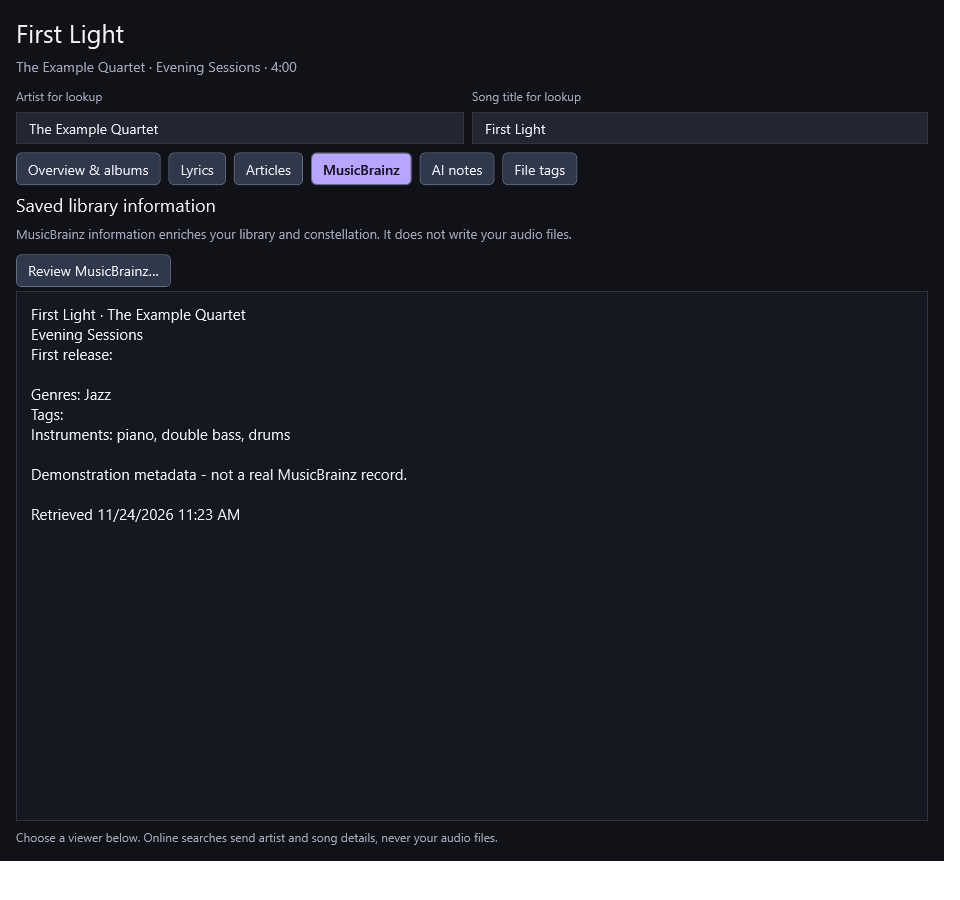 First Light
The Example Quartet · Evening Sessions · 4:00
Artist for lookup
Song title for lookup
The Example Quartet
First Light
Overview & albums
Lyrics
Articles
MusicBrainz
AI notes
File tags
Saved library information
MusicBrainz information enriches your library and constellation. It does not write your audio files.
Review MusicBrainz...
First Light · The Example Quartet
Evening Sessions
First release:
Genres: Jazz
Tags:
Instruments: piano, double bass, drums
Demonstration metadata - not a real MusicBrainz record.
Retrieved 11/24/2026 11:23 AM
Choose a viewer below. Online searches send artist and song details, never your audio files.